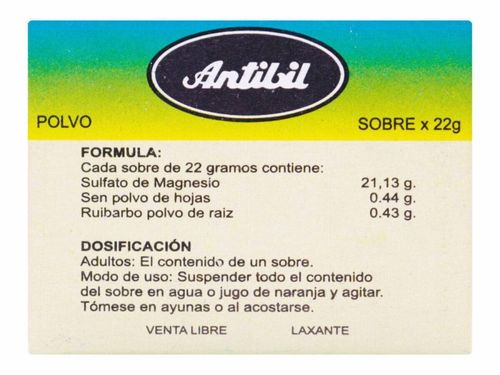 Antibil
POLVO SOBRE x 22g
FORMULA:
Cada sobre de 22 gramos contiene:
Sulfato de Magnesio 21,13 g.
Sen polvo de hojas 0.44 g.
Ruibarbo polvo de raiz 0.43 g.
DOSIFICACIÓN
Adultos: El contenido de un sobre.
Modo de uso: Suspender todo el contenido
del sobre en agua o jugo de naranja y agitar.
Tómese en ayunas o al acostarse.
VENTA LIBRE LAXANTE